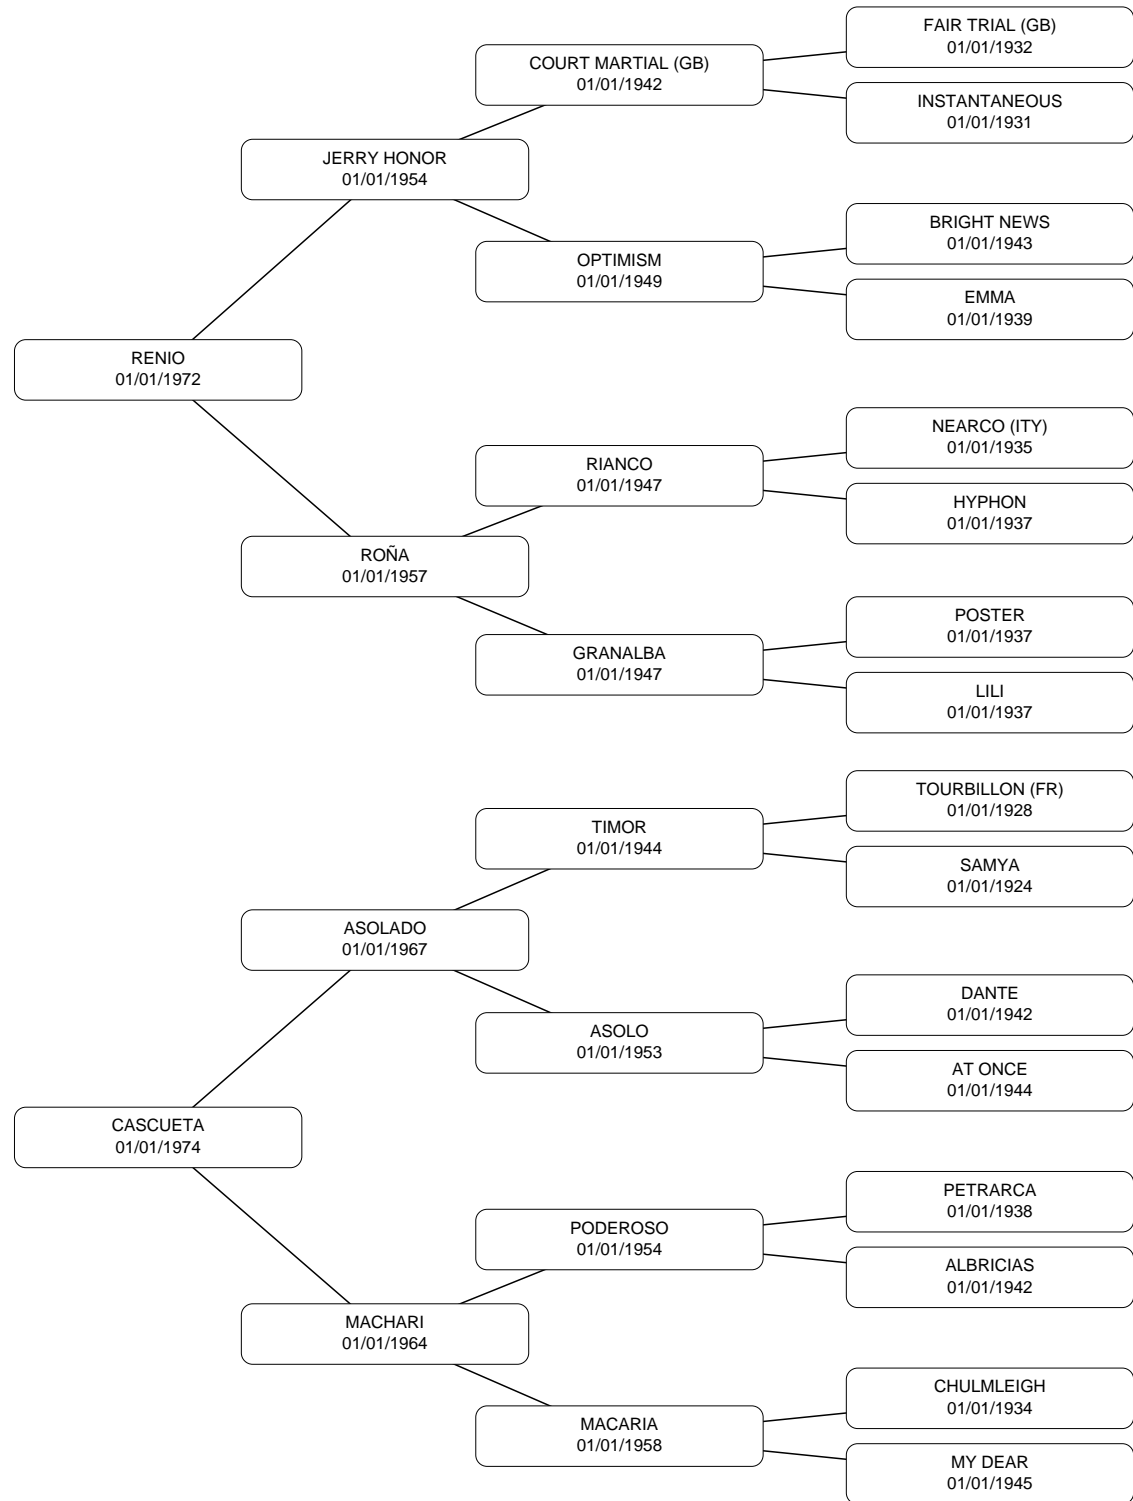 FAIR TRIAL (GB)
01/01/1932
COURT MARTIAL (GB)
01/01/1942
INSTANTANEOUS
01/01/1931
JERRY HONOR
01/01/1954
BRIGHT NEWS
01/01/1943
OPTIMISM
01/01/1949
EMMA
01/01/1939
RENIO
01/01/1972
NEARCO (ITY)
01/01/1935
RIANCO
01/01/1947
HYPHON
01/01/1937
ROÑA
01/01/1957
POSTER
01/01/1937
GRANALBA
01/01/1947
LILI
01/01/1937
TOURBILLON (FR)
01/01/1928
TIMOR
01/01/1944
SAMYA
01/01/1924
ASOLADO
01/01/1967
DANTE
01/01/1942
ASOLO
01/01/1953
AT ONCE
01/01/1944
CASCUETA
01/01/1974
PETRARCA
01/01/1938
PODEROSO
01/01/1954
ALBRICIAS
01/01/1942
MACHARI
01/01/1964
CHULMLEIGH
01/01/1934
MACARIA
01/01/1958
MY DEAR
01/01/1945